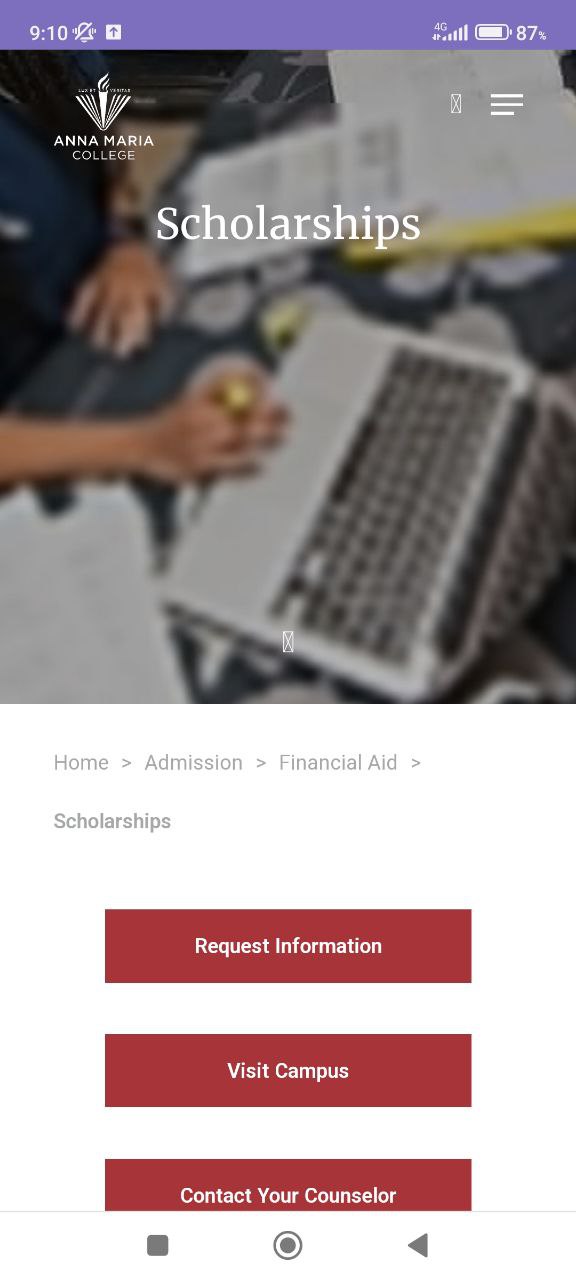 9:10
4G
87%
LUX ET VERITAS
ANNA MARIA
COLLEGE
Scholarships
Home > Admission > Financial Aid >
Scholarships
Request Information
Visit Campus
Contact Your Counselor